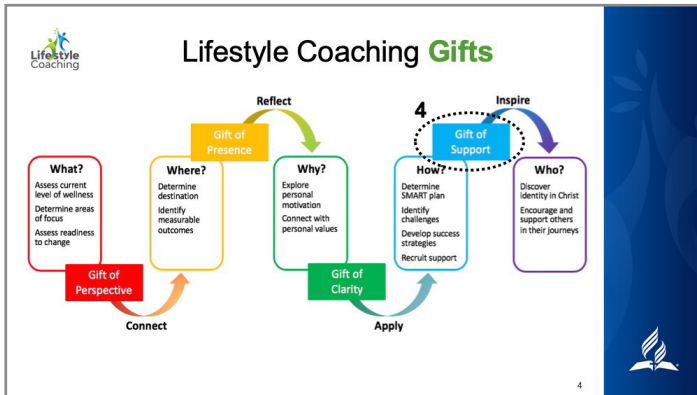 Lifestyle
Coaching
Lifestyle Coaching Gifts
Reflect
4
Inspire
Gift of
Presence
Gift of
Support
What?
Assess current
level of wellness
Determine areas
of focus
Assess readiness
to change
Where?
Determine
destination
Identify
measurable
outcomes
Why?
Explore
personal
motivation
Connect with
personal values
How?
Determine
SMART plan
Identify
challenges
Develop success
strategies
Recruit support
Who?
Discover
identity in Christ
Encourage and
support others
in their journeys
Gift of
Perspective
Gift of
Clarity
Connect
Apply
4